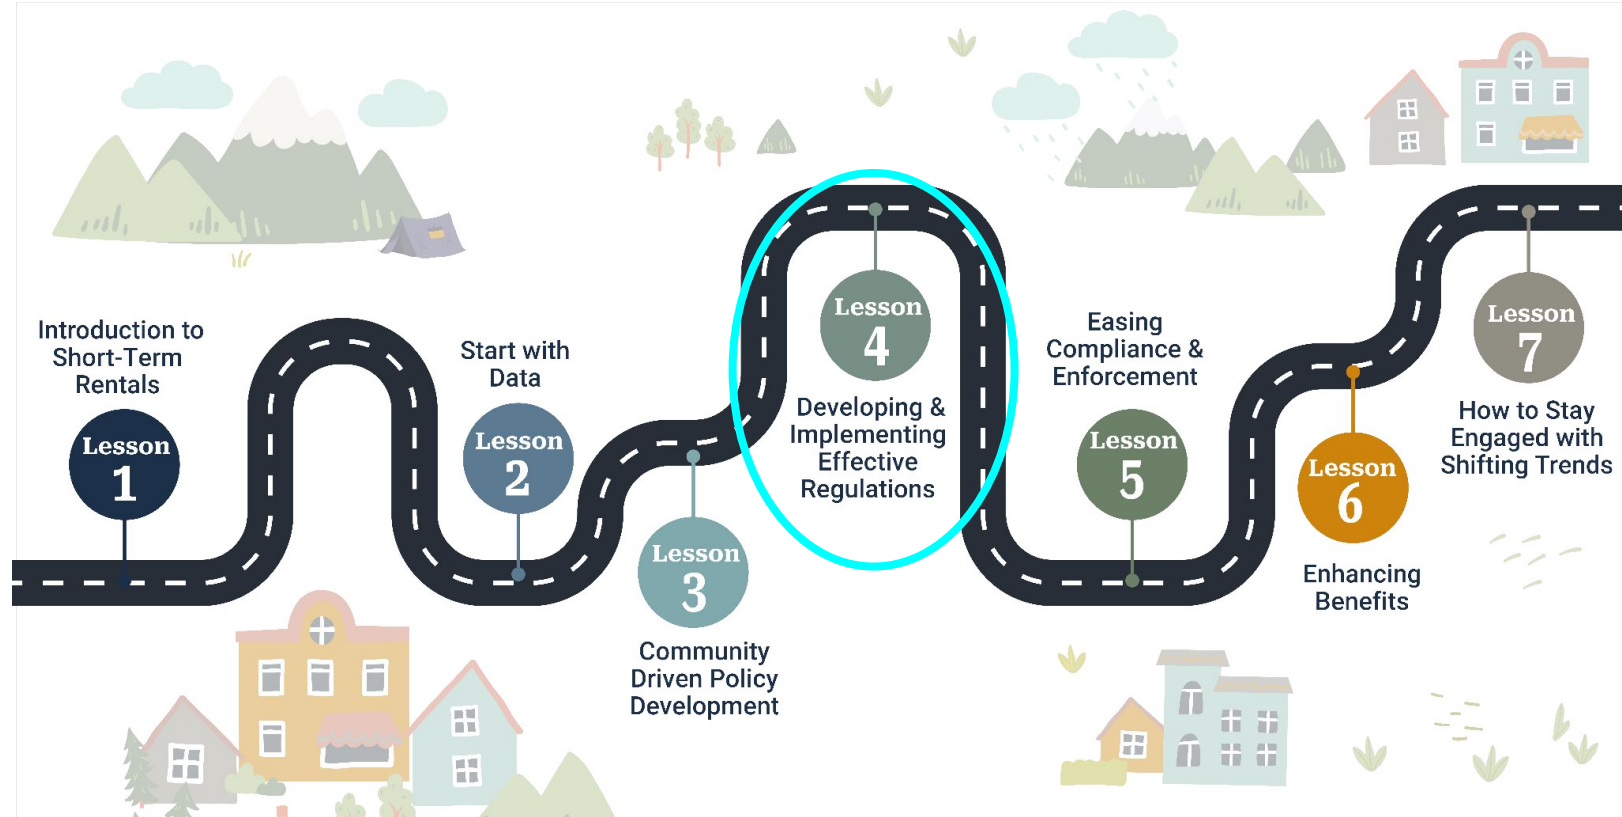 Introduction to
Short-Term
Rentals
Lesson
1
Start with
Data
Lesson
2
Lesson
3
Community
Driven Policy
Development
Lesson
4
Developing &
Implementing
Effective
Regulations
Easing
Compliance &
Enforcement
Lesson
5
Lesson
6
Enhancing
Benefits
Lesson
7
How to Stay
Engaged with
Shifting Trends